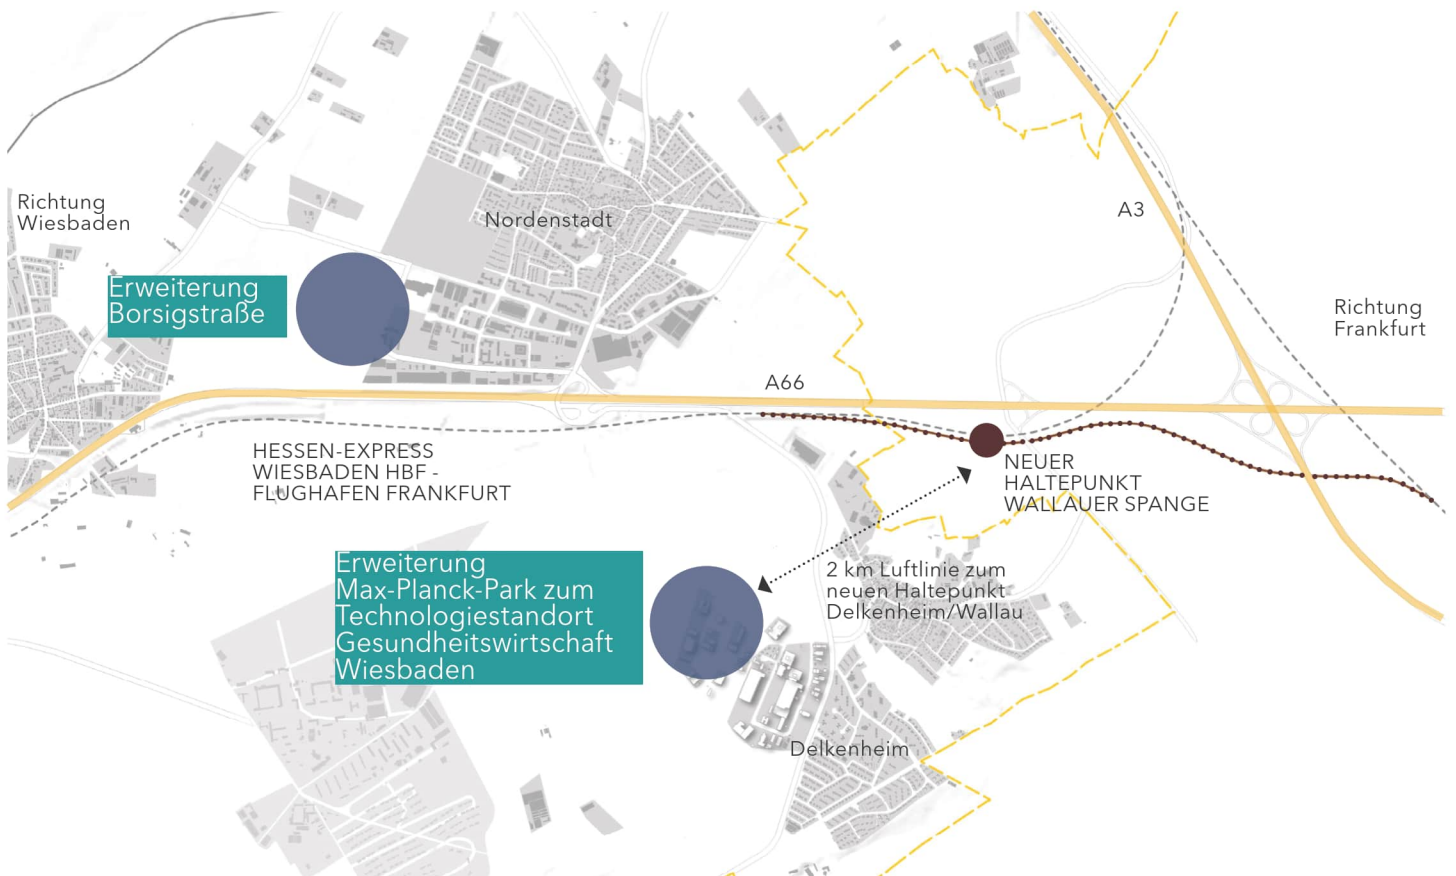 Richtung
Wiesbaden
Nordenstadt
A3
Erweiterung
Borsigstraße
Richtung
Frankfurt
A66
HESSEN-EXPRESS
WIESBADEN HBF -
FLUGHAFEN FRANKFURT
NEUER
HALTEPUNKT
WALLAUER SPANGE
Erweiterung
Max-Planck-Park zum
Technologiestandort
Gesundheitswirtschaft
Wiesbaden
2 km Luftlinie zum
neuen Haltepunkt
Delkenheim/Wallau
Delkenheim